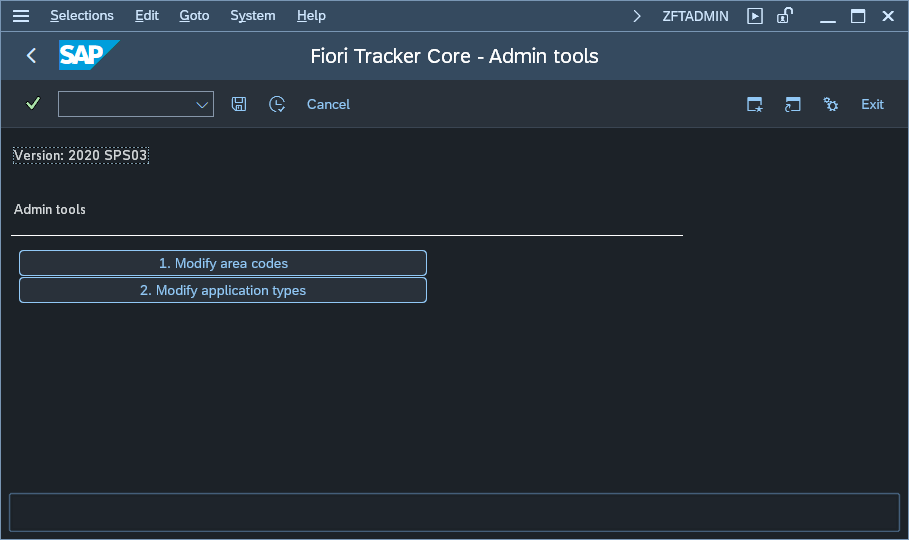 Selections Edit Goto System Help ZFTADMIN
SAP Fiori Tracker Core - Admin tools
Cancel Exit
Version: 2020 SPS03
Admin tools
1. Modify area codes
2. Modify application types